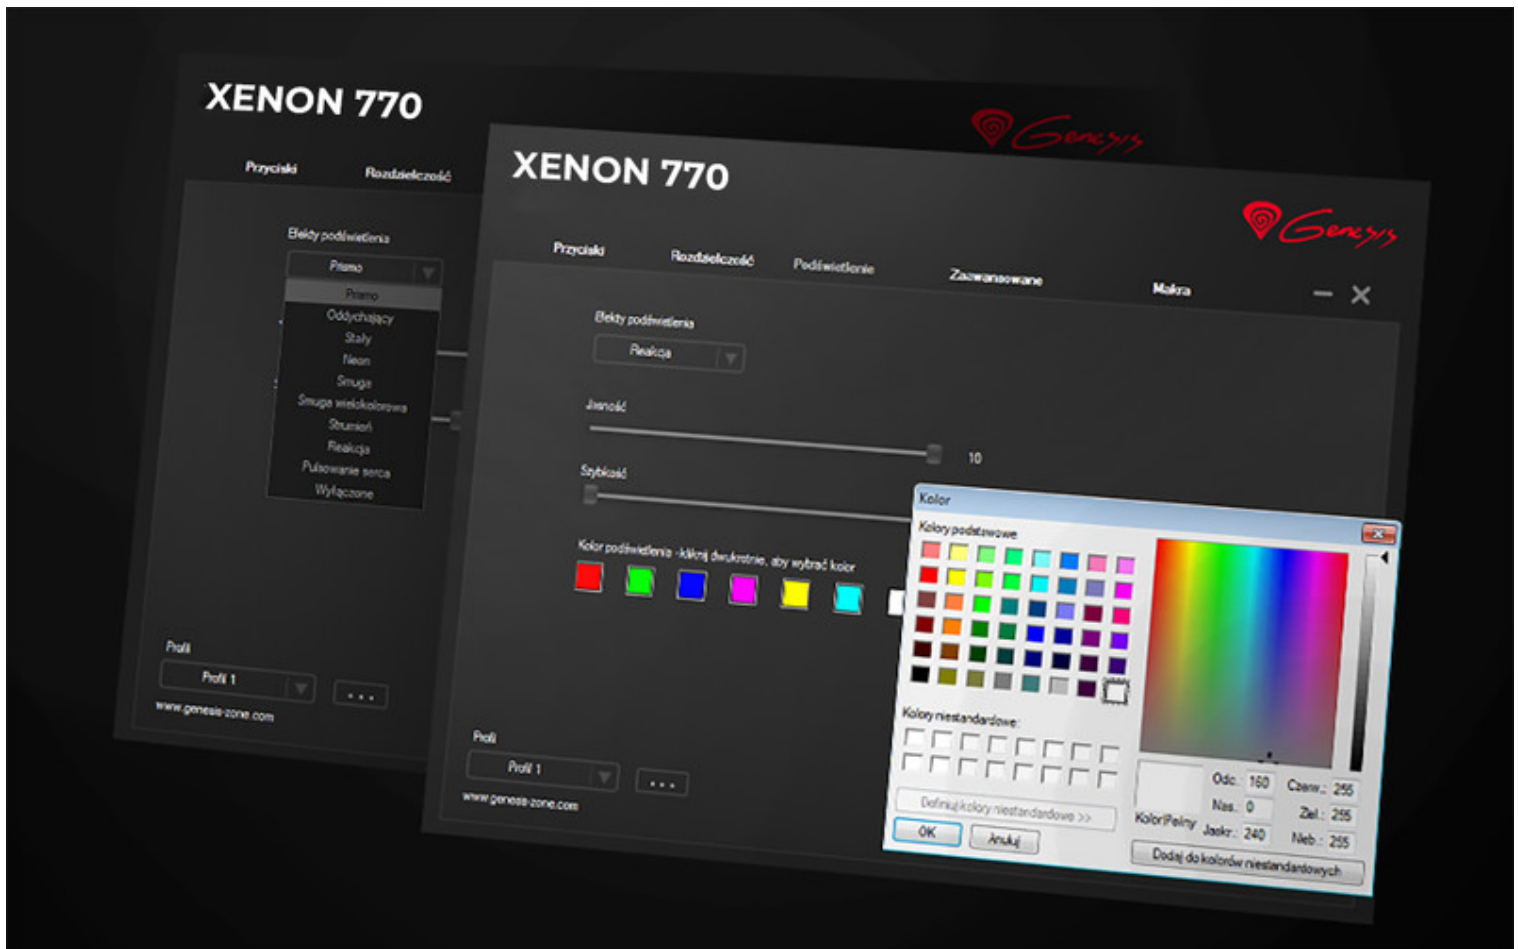 XENON 770
Genesis
Przyciski
Rozdzielczość
Efekty podświetlenia
Prismo
Prismo
Oddychający
Stały
Neon
Smuga
Smuga wielokolorowa
Strumień
Reakcja
Pulsowanie serca
Wyłączone
Profil
Profil 1
...
www.genesis-zone.com
XENON 770
Genesis
Przyciski
Rozdzielczość
Podświetlenie
Zaawansowane
Makra
Efekty podświetlenia
Reakcja
Jasność
10
Szybkość
Kolor podświetlenia - kliknij dwukrotnie, aby wybrać kolor
Profil
Profil 1
...
www.genesis-zone.com
Kolor
Kolory podstawowe
Kolory niestandardowe:
Definiuj kolory niestandardowe >>
OK
Anuluj
Kolor|Pełny
Odc.: 160
Nas.: 0
Jaskr.: 240
Czerw.: 255
Ziel.: 255
Nieb.: 255
Dodaj do kolorów niestandardowych